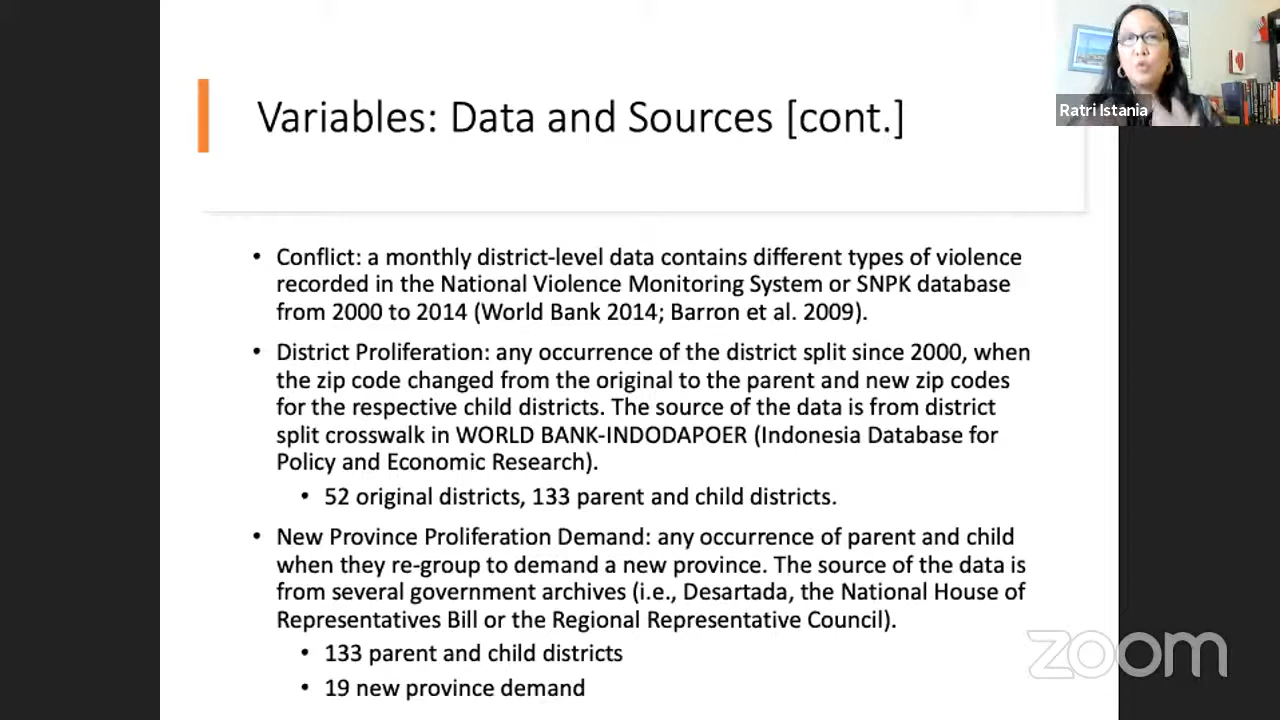 Variables: Data and Sources [cont.]
Ratri Istania
• Conflict: a monthly district-level data contains different types of violence
recorded in the National Violence Monitoring System or SNPK database
from 2000 to 2014 (World Bank 2014; Barron et al. 2009).
• District Proliferation: any occurrence of the district split since 2000, when
the zip code changed from the original to the parent and new zip codes
for the respective child districts. The source of the data is from district
split crosswalk in WORLD BANK-INDODAPOER (Indonesia Database for
Policy and Economic Research).
• 52 original districts, 133 parent and child districts.
• New Province Proliferation Demand: any occurrence of parent and child
when they re-group to demand a new province. The source of the data is
from several government archives (i.e., Desartada, the National House of
Representatives Bill or the Regional Representative Council).
• 133 parent and child districts
• 19 new province demand
zoom